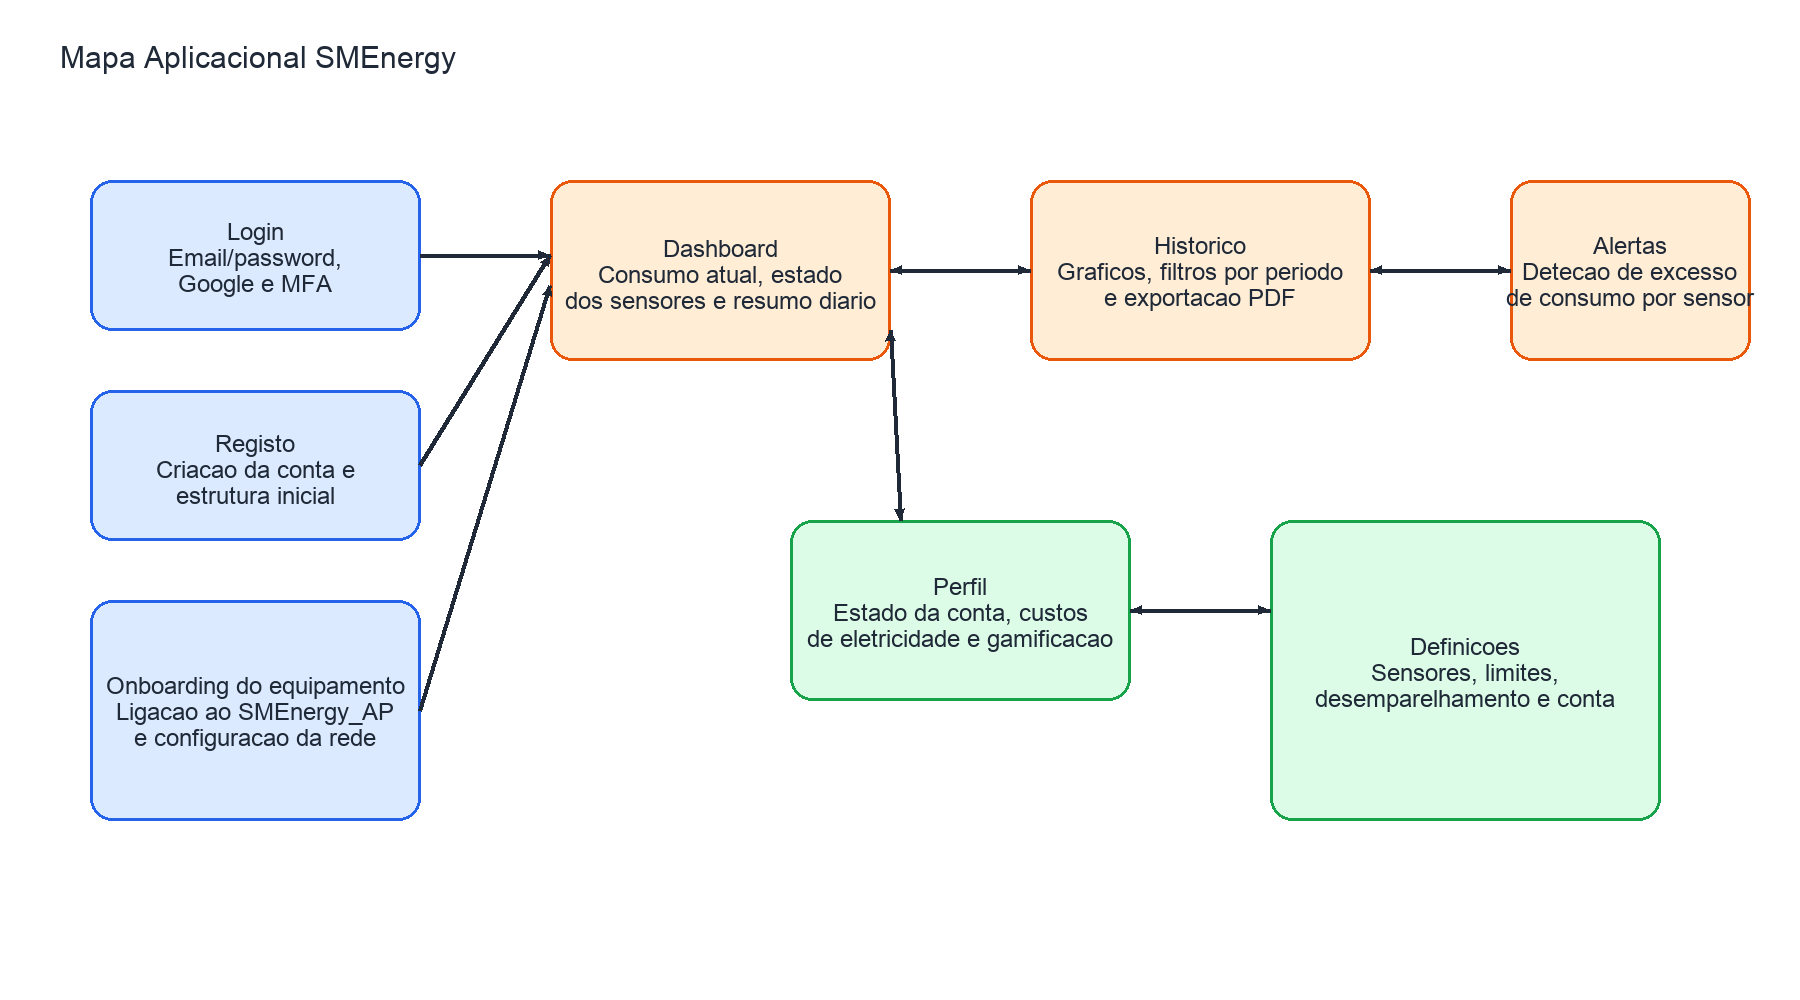 Mapa Aplicacional SMEnergy
Login
Email/password,
Google e MFA
Dashboard
Consumo atual, estado
dos sensores e resumo diario
Historico
Graficos, filtros por periodo
e exportacao PDF
Alertas
Detecao de excesso
de consumo por sensor
Registo
Criacao da conta e
estrutura inicial
Onboarding do equipamento
Ligacao ao SMEnergy_AP
e configuracao da rede
Perfil
Estado da conta, custos
de eletricidade e gamificacao
Definicoes
Sensores, limites,
desemparelhamento e conta